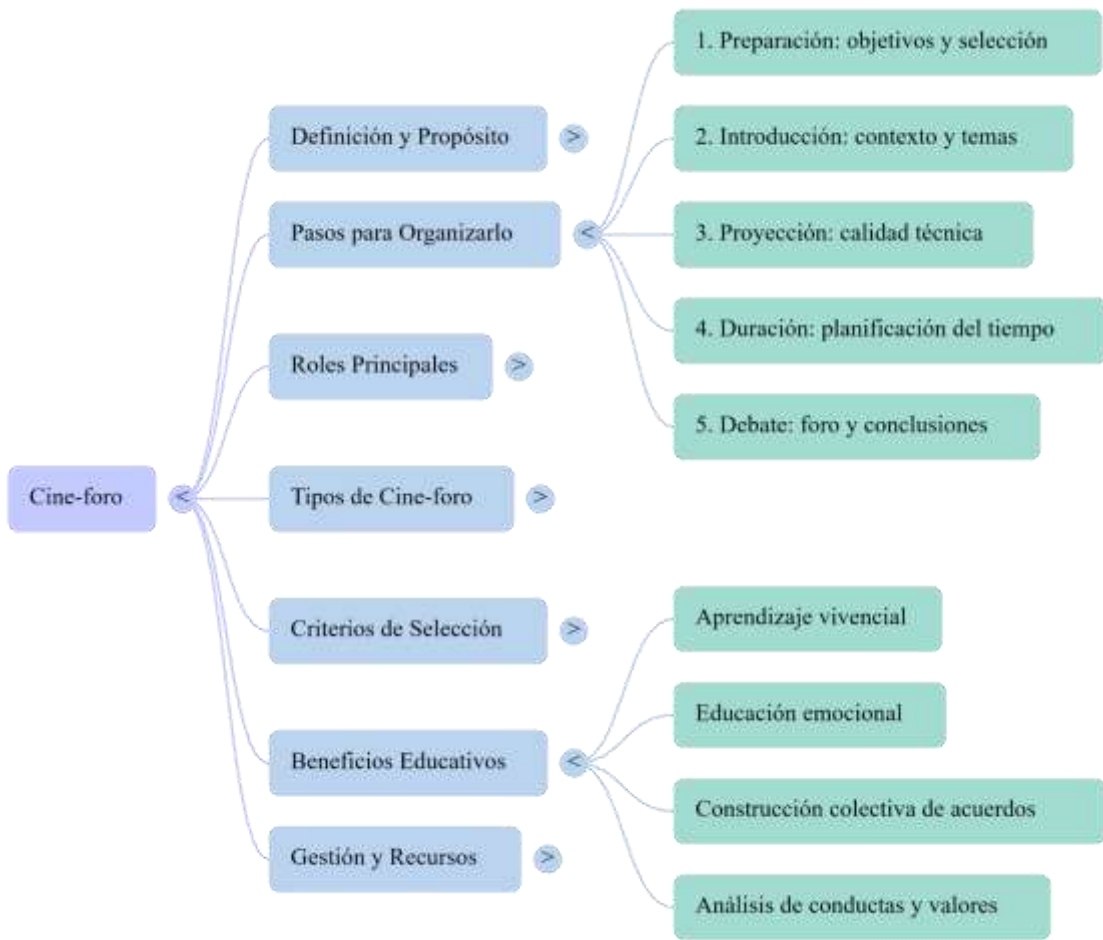 Cine-foro
Definición y Propósito
Pasos para Organizarlo
1. Preparación: objetivos y selección
2. Introducción: contexto y temas
3. Proyección: calidad técnica
4. Duración: planificación del tiempo
5. Debate: foro y conclusiones
Roles Principales
Tipos de Cine-foro
Criterios de Selección
Beneficios Educativos
Aprendizaje vivencial
Educación emocional
Construcción colectiva de acuerdos
Análisis de conductas y valores
Gestión y Recursos